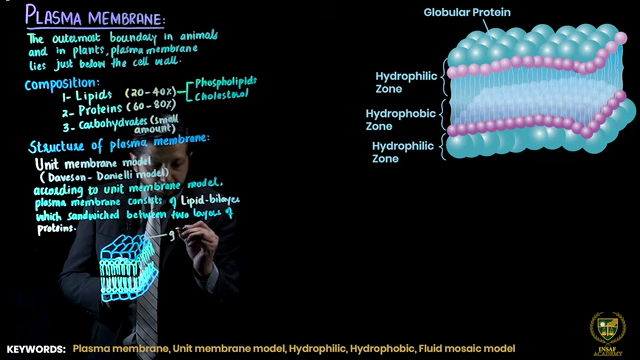 PLASMA MEMBRANE:
The outermost boundary in animals
and in plants, plasma membrane
lies just below the cell wall.
Composition:
1- Lipids (20-40%)
Phospholipids
Cholesterol
2- Proteins (60-80%)
3- Carbohydrates (small
amount)
Structure of plasma membrane:
Unit membrane model
(Daveson-Danielli model)
according to unit membrane model,
plasma membrane consists of Lipid-bilayer
which sandwiched between two layers of
proteins.
g
Globular Protein
Hydrophilic
Zone
Hydrophobic
Zone
Hydrophilic
Zone
INSAF
ACADEMY
KEYWORDS: Plasma membrane, Unit membrane model, Hydrophilic, Hydrophobic, Fluid mosaic model